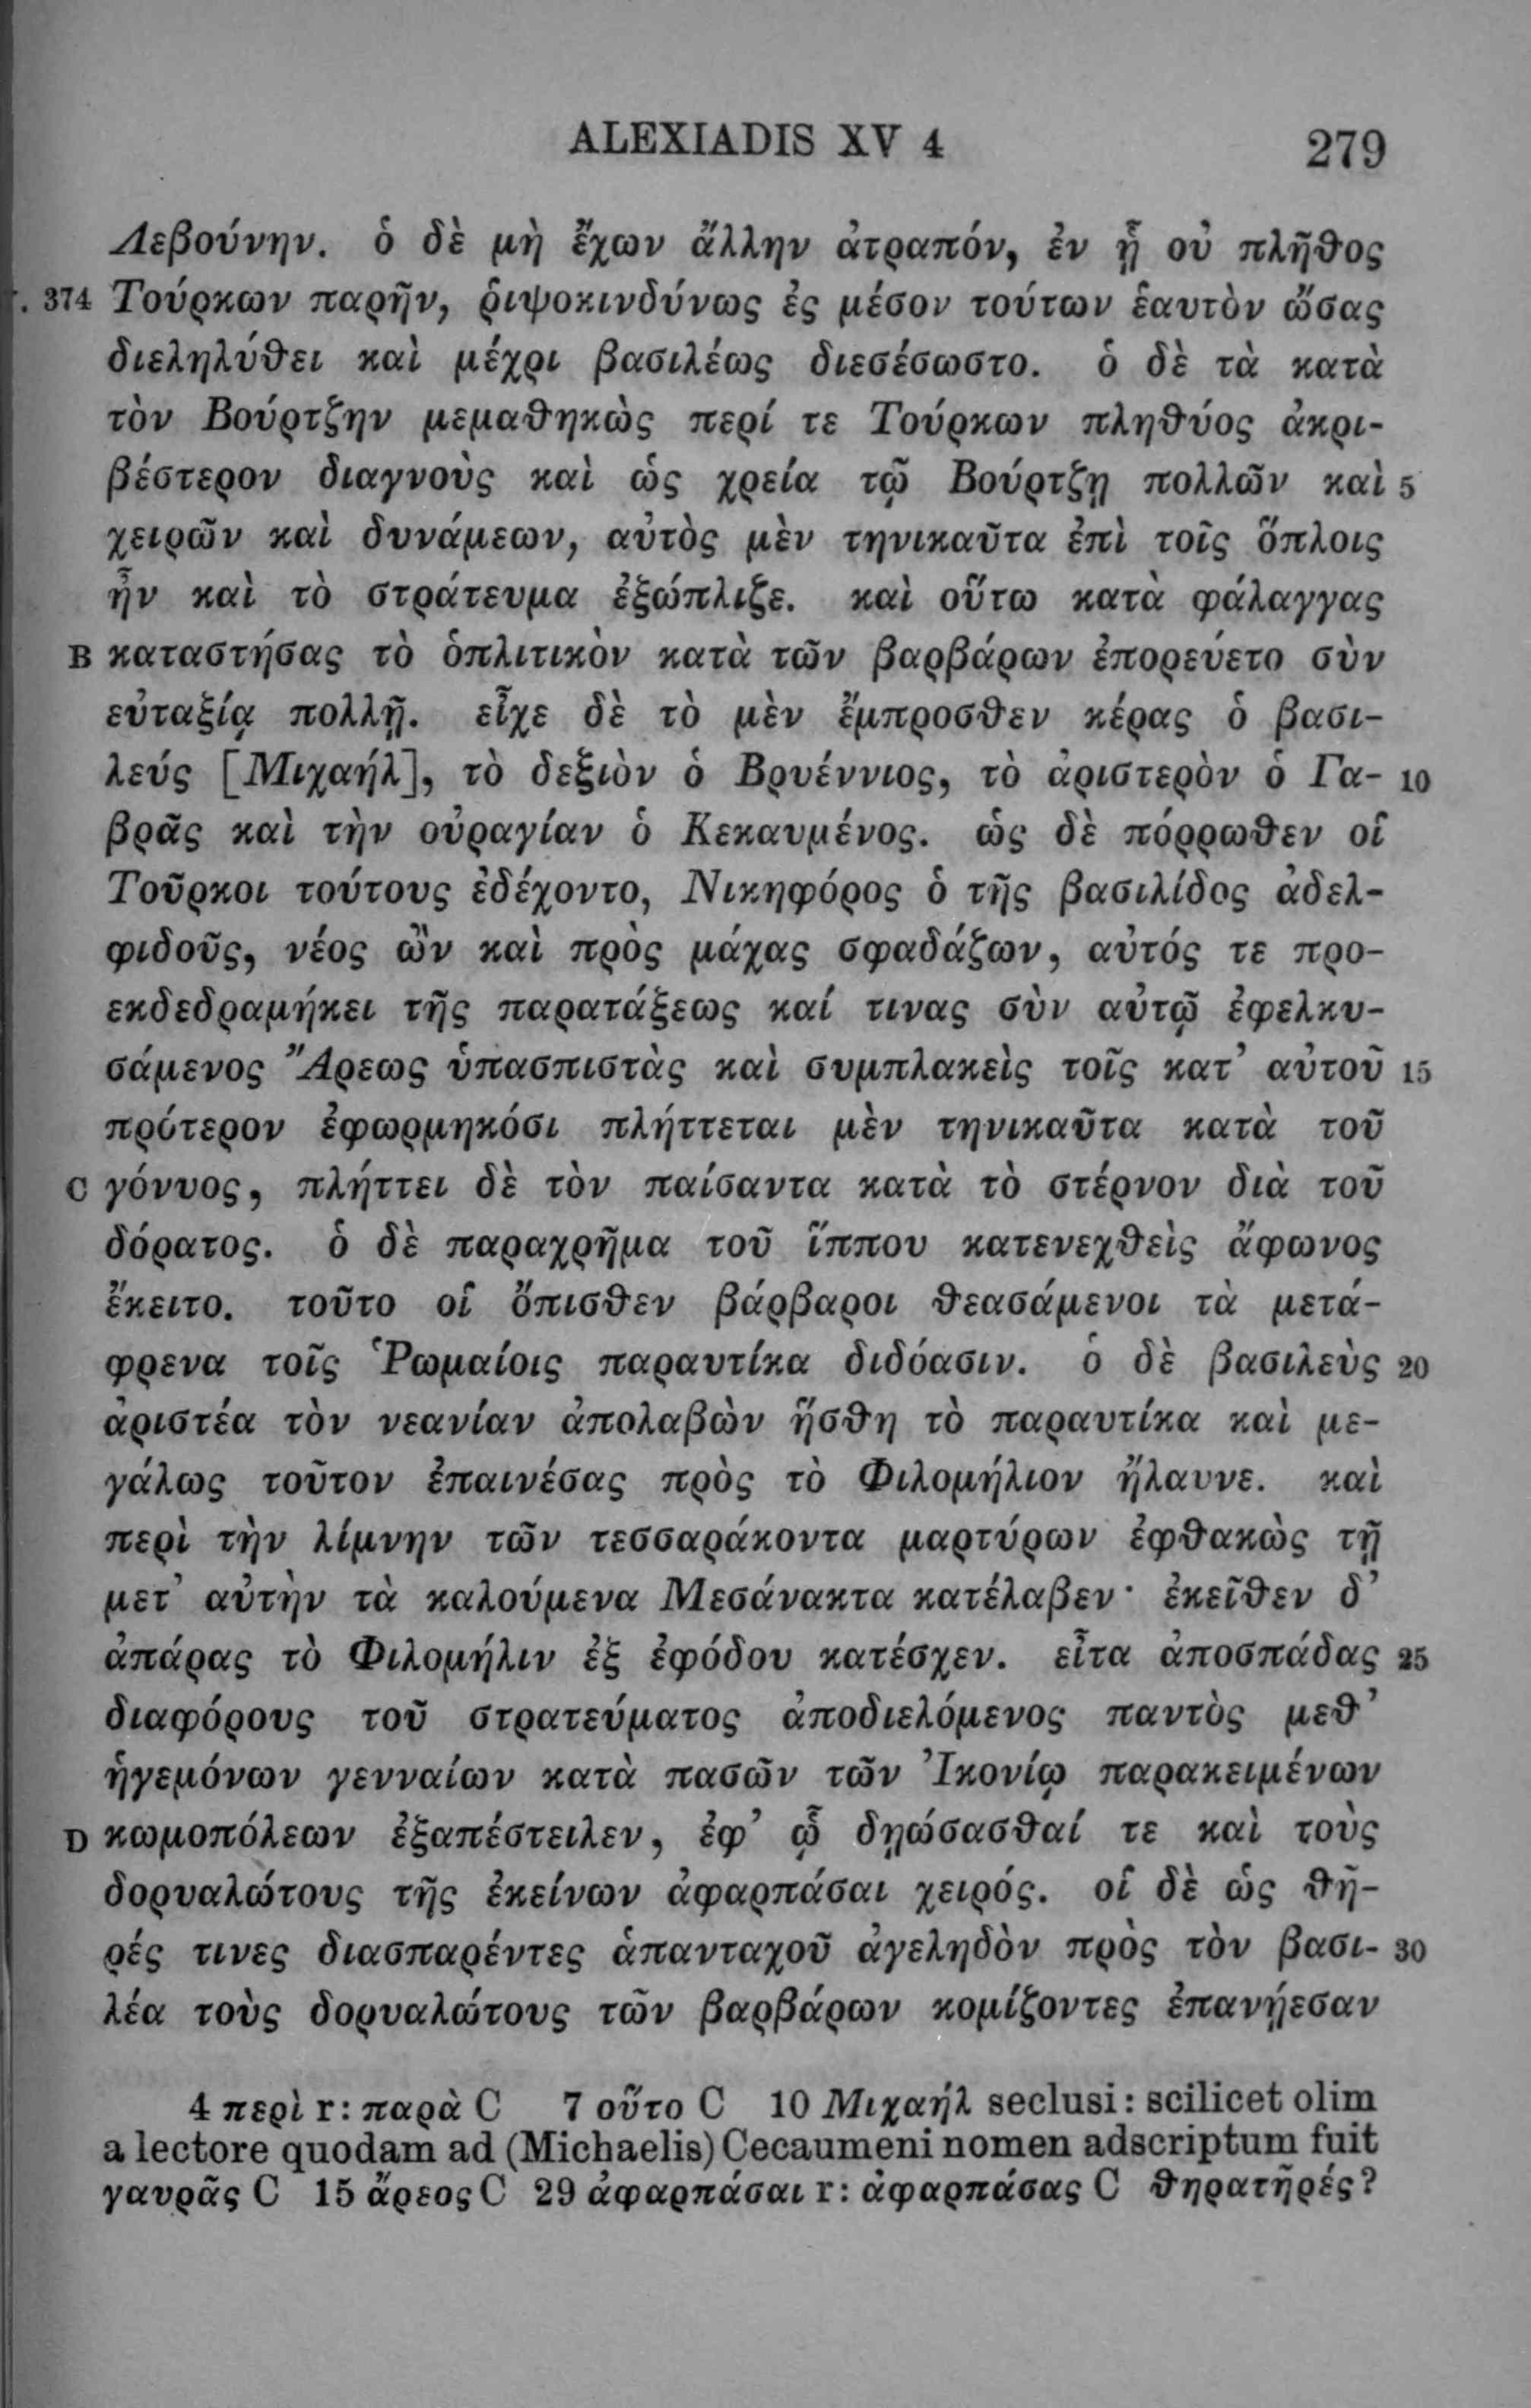 ALEXIADIS XV 4 279
Λεβούνην. ὁ δὲ μὴ ἔχων ἄλλην ἀτραπόν, ἐν ᾗ οὐ πλῆθος
. 374 Τούρκων παρῆν, ῥιψοκινδύνως ἐς μέσον τούτων ἑαυτὸν ὤσας
διεληλύθει καὶ μέχρι βασιλέως διεσέσωστο. ὁ δὲ τὰ κατὰ
τὸν Βούρτζην μεμαθηκὼς περί τε Τούρκων πληθύος ἀκρι-
βέστερον διαγνοὺς καὶ ὡς χρεία τῷ Βούρτζῃ πολλῶν καὶ 5
χειρῶν καὶ δυνάμεων, αὐτὸς μὲν τηνικαῦτα ἐπὶ τοῖς ὅπλοις
ἦν καὶ τὸ στράτευμα ἐξώπλιζε. καὶ οὕτω κατὰ φάλαγγας
B καταστήσας τὸ ὁπλιτικὸν κατὰ τῶν βαρβάρων ἐπορεύετο σὺν
εὐταξίᾳ πολλῇ. εἶχε δὲ τὸ μὲν ἔμπροσθεν κέρας ὁ βασι-
λεύς [Μιχαήλ], τὸ δεξιὸν ὁ Βρυέννιος, τὸ ἀριστερὸν ὁ Γα- 10
βρᾶς καὶ τὴν οὐραγίαν ὁ Κεκαυμένος. ὡς δὲ πόρρωθεν οἱ
Τοῦρκοι τούτους ἐδέχοντο, Νικηφόρος ὁ τῆς βασιλίδος ἀδελ-
φιδοῦς, νέος ὢν καὶ πρὸς μάχας σφαδάζων, αὐτός τε προ-
εκδεδραμήκει τῆς παρατάξεως καί τινας σὺν αὐτῷ ἐφελκυ-
σάμενος Ἄρεως ὑπασπιστὰς καὶ συμπλακεὶς τοῖς κατ' αὐτοῦ 15
πρότερον ἐφωρμηκόσι πλήττεται μὲν τηνικαῦτα κατὰ τοῦ
C γόνυος, πλήττει δὲ τὸν παίσαντα κατὰ τὸ στέρνον διὰ τοῦ
δόρατος. ὁ δὲ παραχρῆμα τοῦ ἵππου κατενεχθεὶς ἄφωνος
ἔκειτο. τοῦτο οἱ ὄπισθεν βάρβαροι θεασάμενοι τὰ μετά-
φρενα τοῖς Ῥωμαίοις παραυτίκα διδόασιν. ὁ δὲ βασιλεὺς 20
ἀριστέα τὸν νεανίαν ἀπολαβὼν ἥσθη τὸ παραυτίκα καὶ με-
γάλως τοῦτον ἐπαινέσας πρὸς τὸ Φιλομήλιον ἤλαυνε. καὶ
περὶ τὴν λίμνην τῶν τεσσαράκοντα μαρτύρων ἐφθακὼς τῇ
μετ' αὐτὴν τὰ καλούμενα Μεσάνακτα κατέλαβεν· ἐκεῖθεν δ'
ἀπάρας τὸ Φιλομήλιν ἐξ ἐφόδου κατέσχεν. εἶτα ἀποσπάδας 25
διαφόρους τοῦ στρατεύματος ἀποδιελόμενος παντὸς μεθ'
ἡγεμόνων γενναίων κατὰ πασῶν τῶν Ἰκονίῳ παρακειμένων
D κωμοπόλεων ἐξαπέστειλεν, ἐφ' ᾧ δῃώσασθαί τε καὶ τοὺς
δορυαλώτους τῆς ἐκείνων ἀφαρπάσαι χειρός. οἱ δὲ ὡς θῆ-
ρές τινες διασπαρέντες ἁπανταχοῦ ἀγεληδὸν πρὸς τὸν βασι- 30
λέα τοὺς δορυαλώτους τῶν βαρβάρων κομίζοντες ἐπανῄεσαν
4 περὶ r: παρὰ C 7 οὕτο C 10 Μιχαήλ seclusi: scilicet olim
a lectore quodam ad (Michaelis) Cecaumeni nomen adscriptum fuit
γαυρᾶς C 15 ἄρεος C 29 ἀφαρπάσαι r: ἀφαρπάσας C θηρατῆρές?